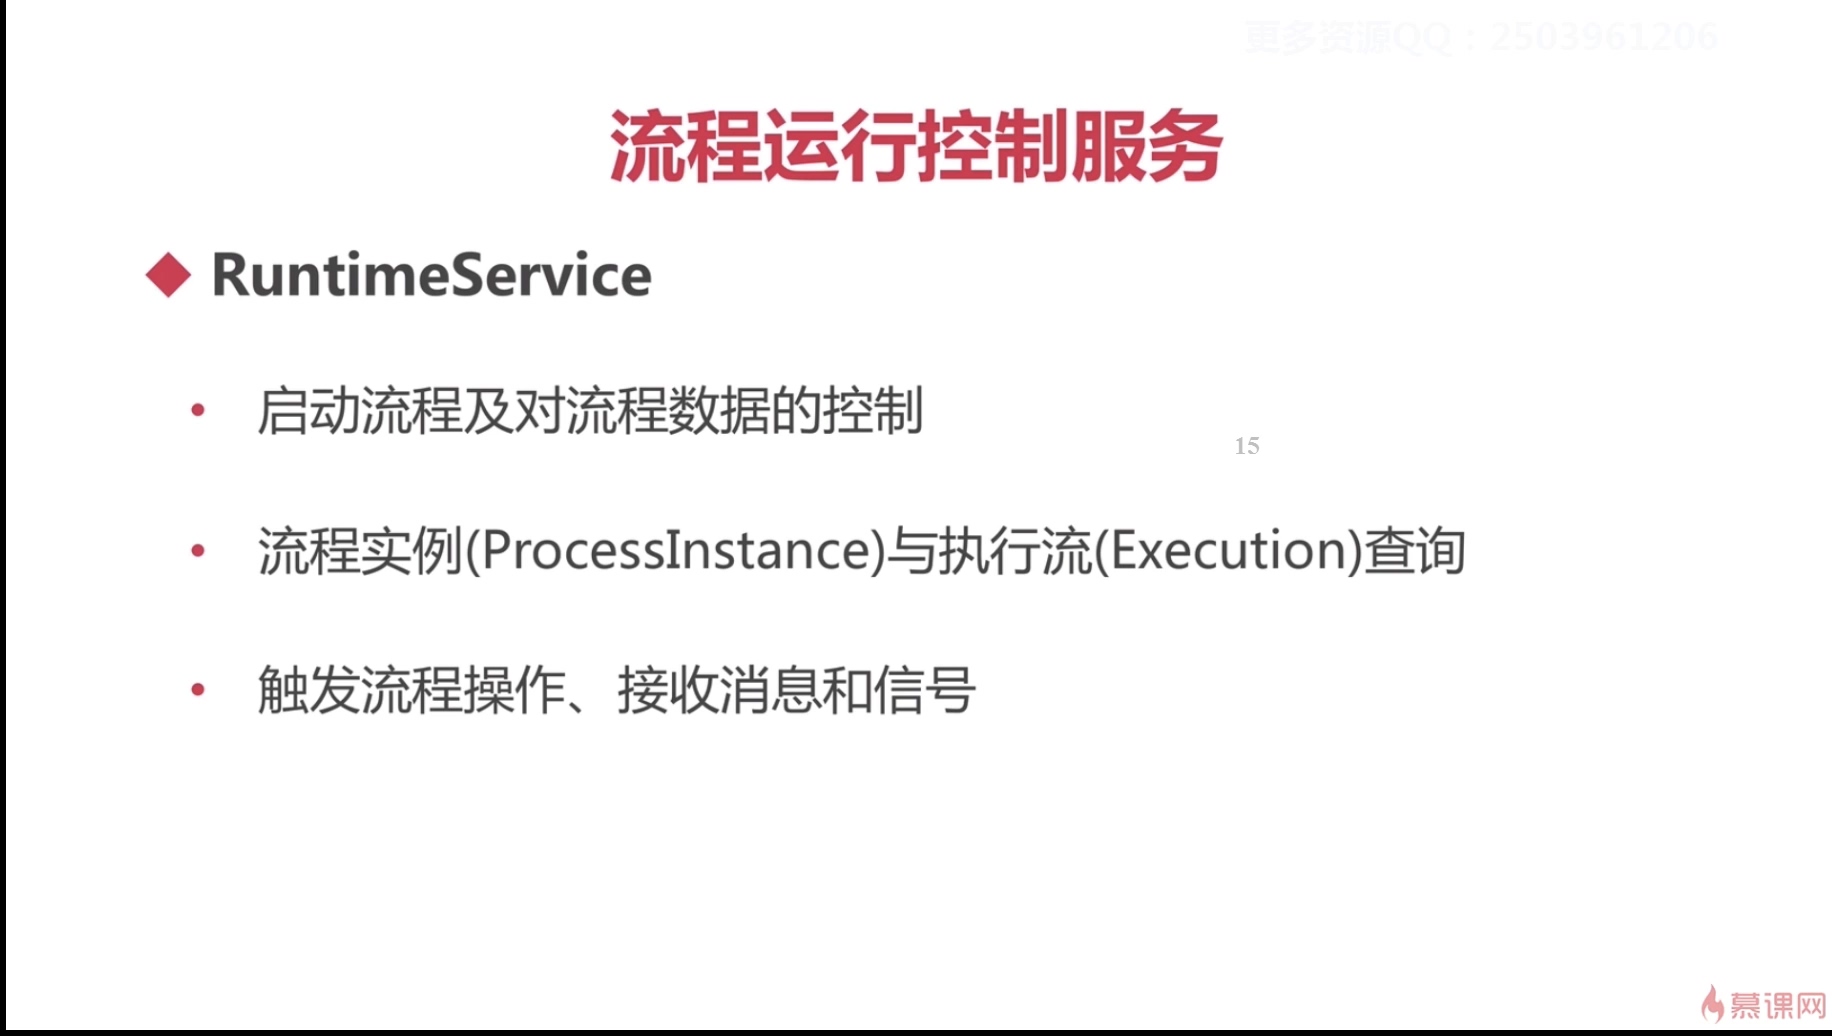 更多资源QQ：2503961206
流程运行控制服务
RuntimeService
启动流程及对流程数据的控制
15
流程实例(ProcessInstance)与执行流(Execution)查询
触发流程操作、接收消息和信号
慕课网